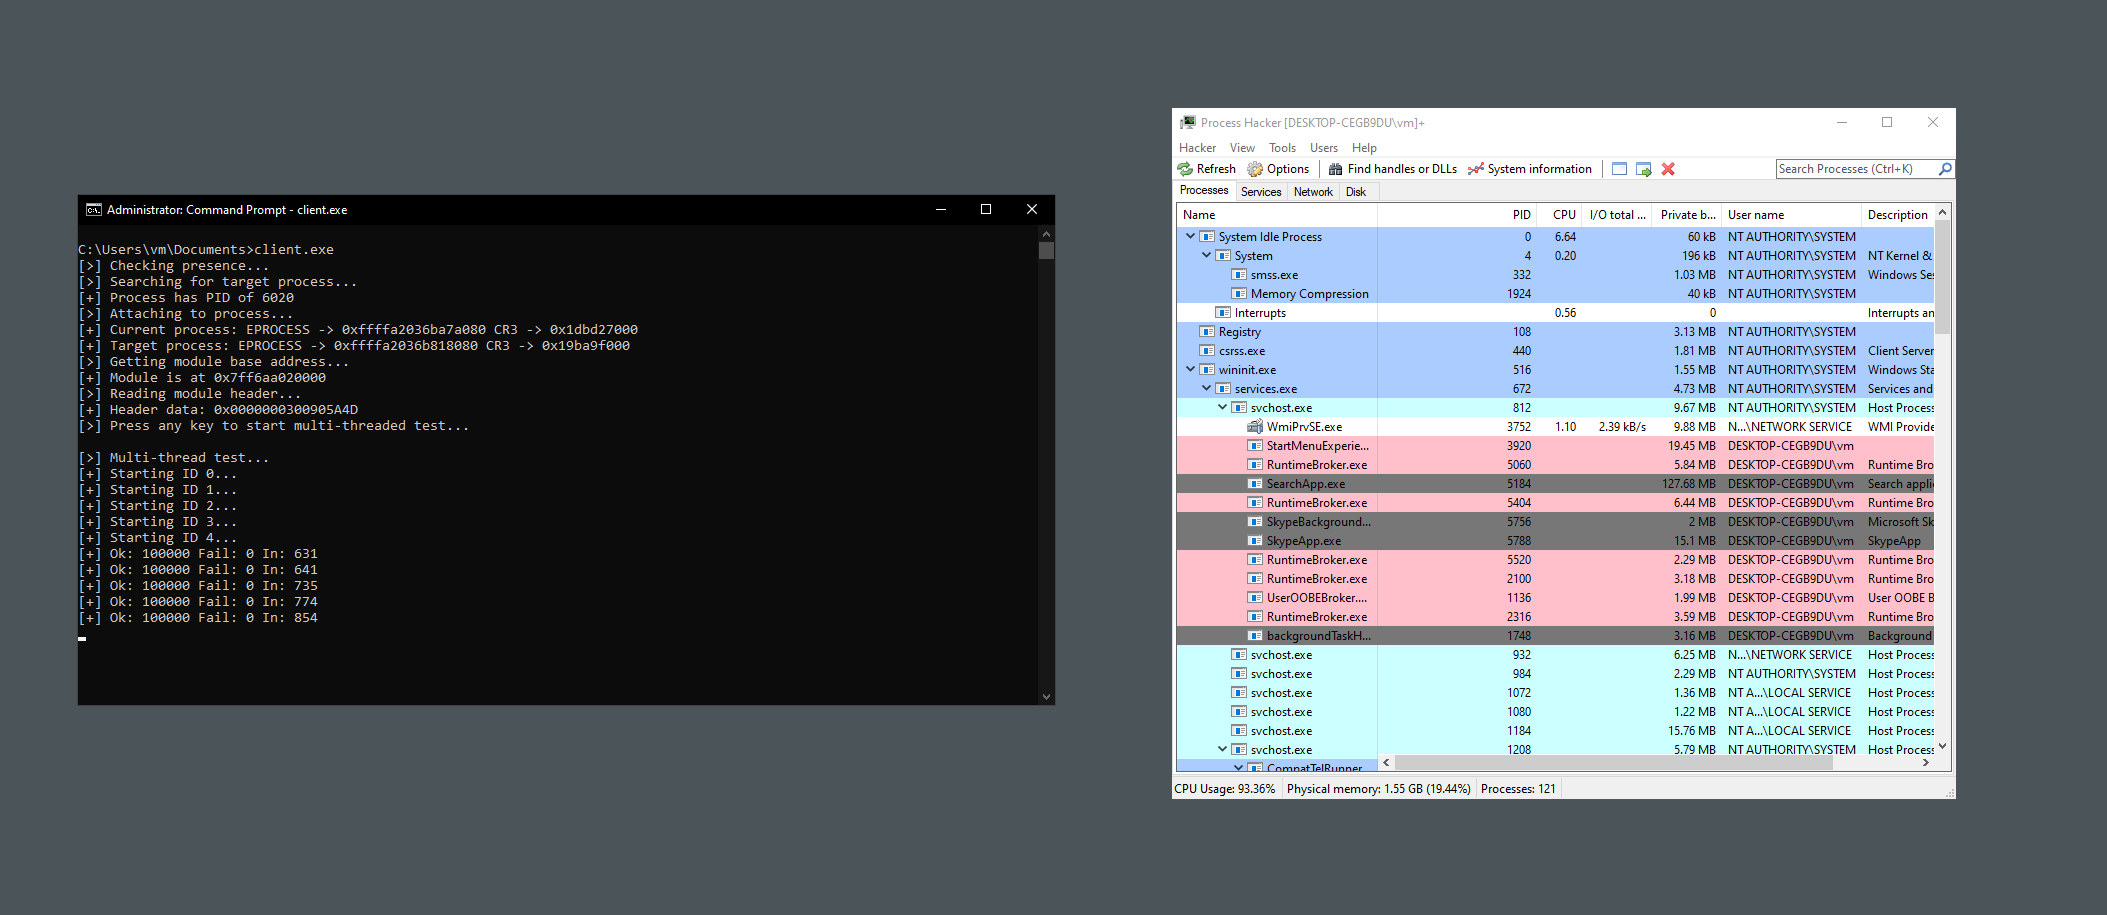 Administrator: Command Prompt - client.exe
C:\Users\vm\Documents>client.exe
[>] Checking presence...
[>] Searching for target process...
[+] Process has PID of 6020
[>] Attaching to process...
[+] Current process: EPROCESS -> 0xffffa2036ba7a080 CR3 -> 0x1dbd27000
[+] Target process: EPROCESS -> 0xffffa2036b818080 CR3 -> 0x19ba9f000
[>] Getting module base address...
[+] Module is at 0x7ff6aa020000
[>] Reading module header...
[+] Header data: 0x0000000300905A4D
[>] Press any key to start multi-threaded test...
[>] Multi-thread test...
[+] Starting ID 0...
[+] Starting ID 1...
[+] Starting ID 2...
[+] Starting ID 3...
[+] Starting ID 4...
[+] Ok: 100000 Fail: 0 In: 631
[+] Ok: 100000 Fail: 0 In: 641
[+] Ok: 100000 Fail: 0 In: 735
[+] Ok: 100000 Fail: 0 In: 774
[+] Ok: 100000 Fail: 0 In: 854
Process Hacker [DESKTOP-CEGB9DU\vm]+
Hacker View Tools Users Help
Refresh Options Find handles or DLLs System information Search Processes (Ctrl+K)
Processes Services Network Disk
Name PID CPU I/O total ... Private b... User name Description
System Idle Process 0 6.64 60 kB NT AUTHORITY\SYSTEM
System 4 0.20 196 kB NT AUTHORITY\SYSTEM NT Kernel &
smss.exe 332 1.03 MB NT AUTHORITY\SYSTEM Windows Se
Memory Compression 1924 40 kB NT AUTHORITY\SYSTEM
Interrupts 0.56 0 Interrupts an
Registry 108 3.13 MB NT AUTHORITY\SYSTEM
csrss.exe 440 1.81 MB NT AUTHORITY\SYSTEM Client Server
wininit.exe 516 1.55 MB NT AUTHORITY\SYSTEM Windows Sta
services.exe 672 4.73 MB NT AUTHORITY\SYSTEM Services and
svchost.exe 812 9.67 MB NT AUTHORITY\SYSTEM Host Process
WmiPrvSE.exe 3752 1.10 2.39 kB/s 9.88 MB N...\NETWORK SERVICE WMI Provide
StartMenuExperie... 3920 19.45 MB DESKTOP-CEGB9DU\vm
RuntimeBroker.exe 5060 5.84 MB DESKTOP-CEGB9DU\vm Runtime Bro
SearchApp.exe 5184 127.68 MB DESKTOP-CEGB9DU\vm Search appli
RuntimeBroker.exe 5404 6.44 MB DESKTOP-CEGB9DU\vm Runtime Bro
SkypeBackground... 5756 2 MB DESKTOP-CEGB9DU\vm Microsoft Sk
SkypeApp.exe 5788 15.1 MB DESKTOP-CEGB9DU\vm SkypeApp
RuntimeBroker.exe 5520 2.29 MB DESKTOP-CEGB9DU\vm Runtime Bro
RuntimeBroker.exe 2100 3.18 MB DESKTOP-CEGB9DU\vm Runtime Bro
UserOOBEBroker.... 1136 1.99 MB DESKTOP-CEGB9DU\vm User OOBE B
RuntimeBroker.exe 2316 3.59 MB DESKTOP-CEGB9DU\vm Runtime Bro
backgroundTaskH... 1748 3.16 MB DESKTOP-CEGB9DU\vm Background
svchost.exe 932 6.25 MB N...\NETWORK SERVICE Host Process
svchost.exe 984 2.29 MB NT AUTHORITY\SYSTEM Host Process
svchost.exe 1072 1.36 MB NT A...\LOCAL SERVICE Host Process
svchost.exe 1080 1.22 MB NT A...\LOCAL SERVICE Host Process
svchost.exe 1184 15.76 MB NT A...\LOCAL SERVICE Host Process
svchost.exe 1208 5.79 MB NT AUTHORITY\SYSTEM Host Process
CompatTelRunner
CPU Usage: 93.36% Physical memory: 1.55 GB (19.44%) Processes: 121